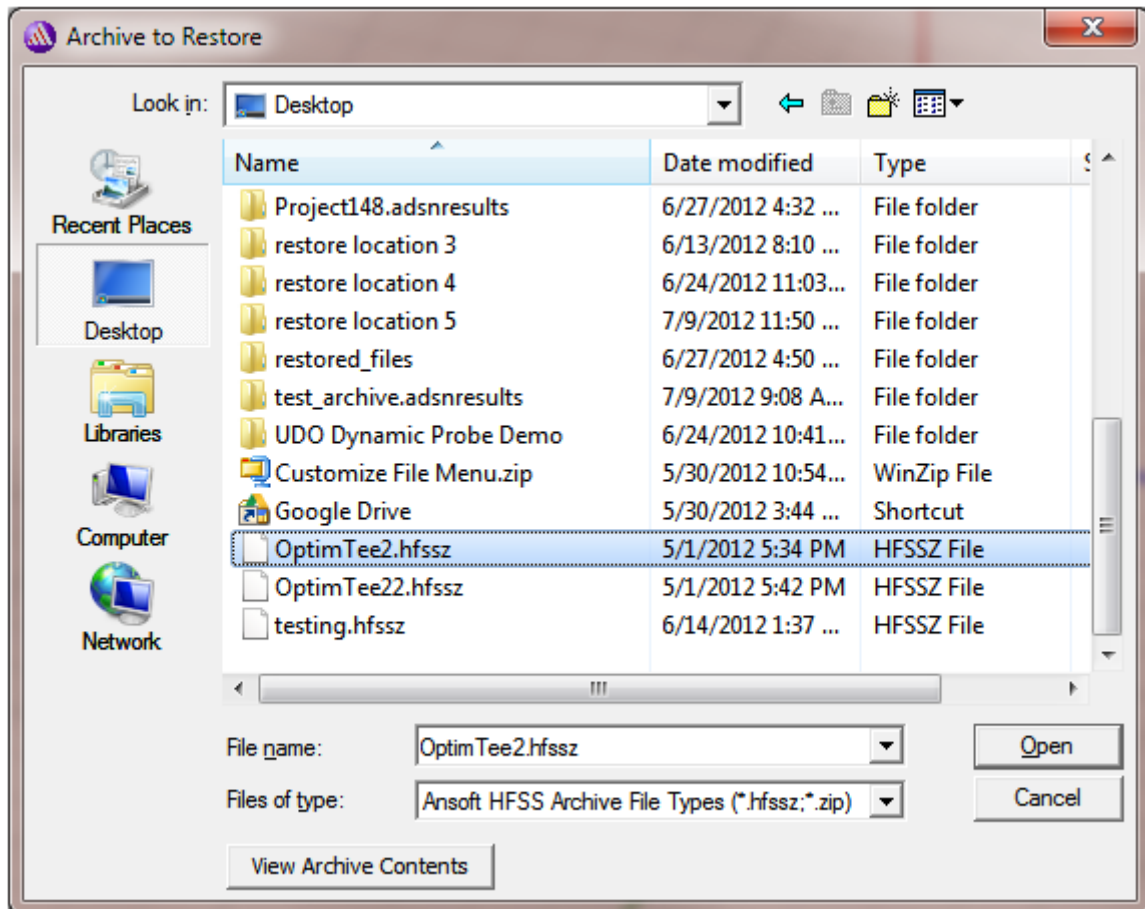 Archive to Restore
Look in: Desktop
Name Date modified Type
Recent Places
Desktop
Libraries
Computer
Network
Project148.adsnresults 6/27/2012 4:32 ... File folder
restore location 3 6/13/2012 8:10 ... File folder
restore location 4 6/24/2012 11:03... File folder
restore location 5 7/9/2012 11:50 ... File folder
restored_files 6/27/2012 4:50 ... File folder
test_archive.adsnresults 7/9/2012 9:08 A... File folder
UDO Dynamic Probe Demo 6/24/2012 10:41... File folder
Customize File Menu.zip 5/30/2012 10:54... WinZip File
Google Drive 5/30/2012 3:44 ... Shortcut
OptimTee2.hfssz 5/1/2012 5:34 PM HFSSZ File
OptimTee22.hfssz 5/1/2012 5:42 PM HFSSZ File
testing.hfssz 6/14/2012 1:37 ... HFSSZ File
File name: OptimTee2.hfssz Open
Files of type: Ansoft HFSS Archive File Types (*.hfssz;*.zip) Cancel
View Archive Contents